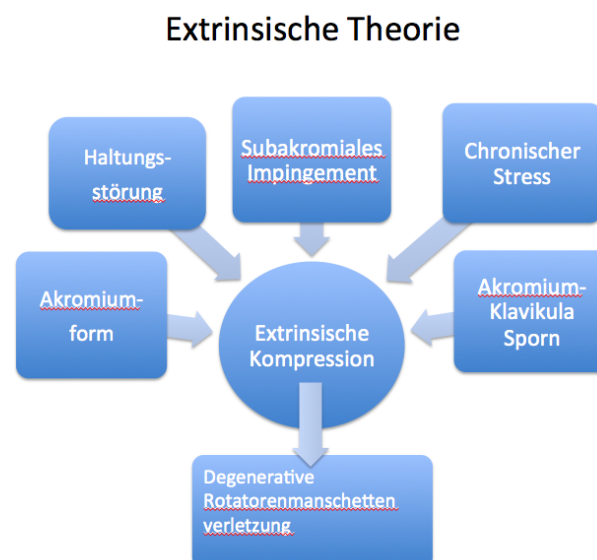 Extrinsische Theorie
Haltungs-
störung
Subakromiales
Impingement
Chronischer
Stress
Akromium-
form
Extrinsische
Kompression
Akromium-
Klavikula
Sporn
Degenerative
Rotatorenmanschetten
verletzung